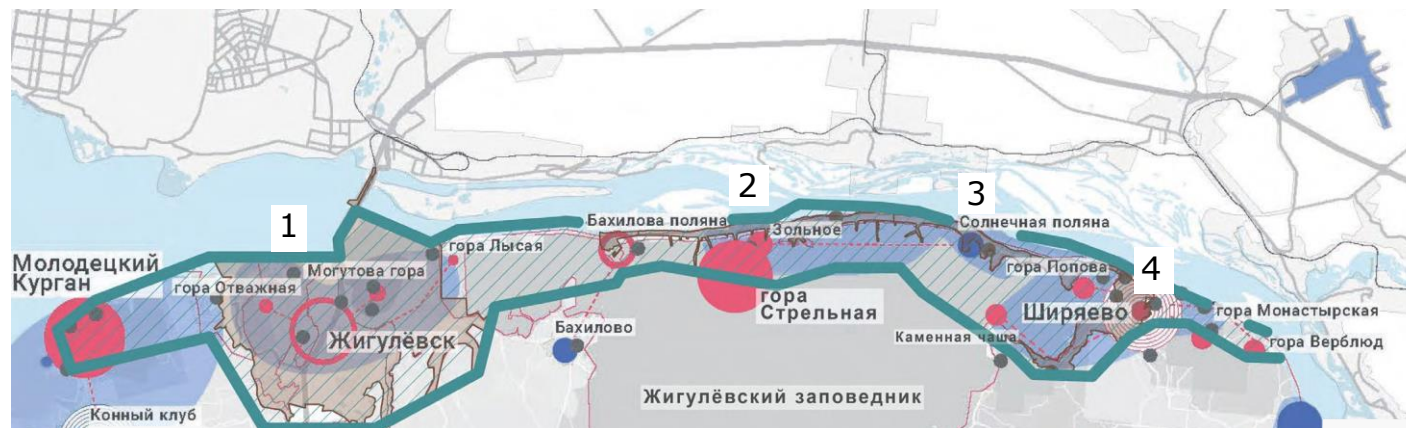 1
2
3
4
Молодецкий
Курган
гора Отважная
Могутова гора
гора Лысая
Жигулёвск
Конный клуб
Бахилова поляна
Бахилово
Зольное
гора
Стрельная
Солнечная поляна
гора Попова
Ширяево
Каменная чаша
гора Монастырская
гора Верблюд
Жигулёвский заповедник